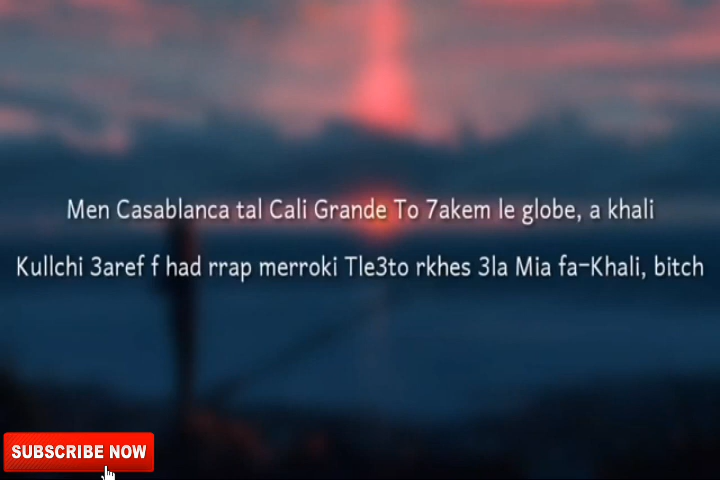 Men Casablanca tal Cali Grande To 7akem le globe, a khali
Kullchi 3aref f had rrap merroki Tle3to rkhes 3la Mia fa-Khali, bitch
SUBSCRIBE NOW